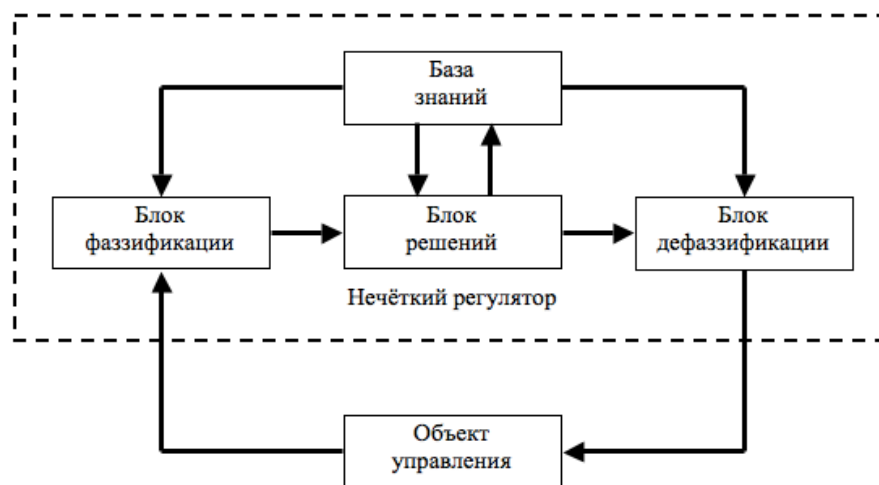 База
знаний
Блок
фаззификации
Блок
решений
Блок
дефаззификации
Нечёткий регулятор
Объект
управления